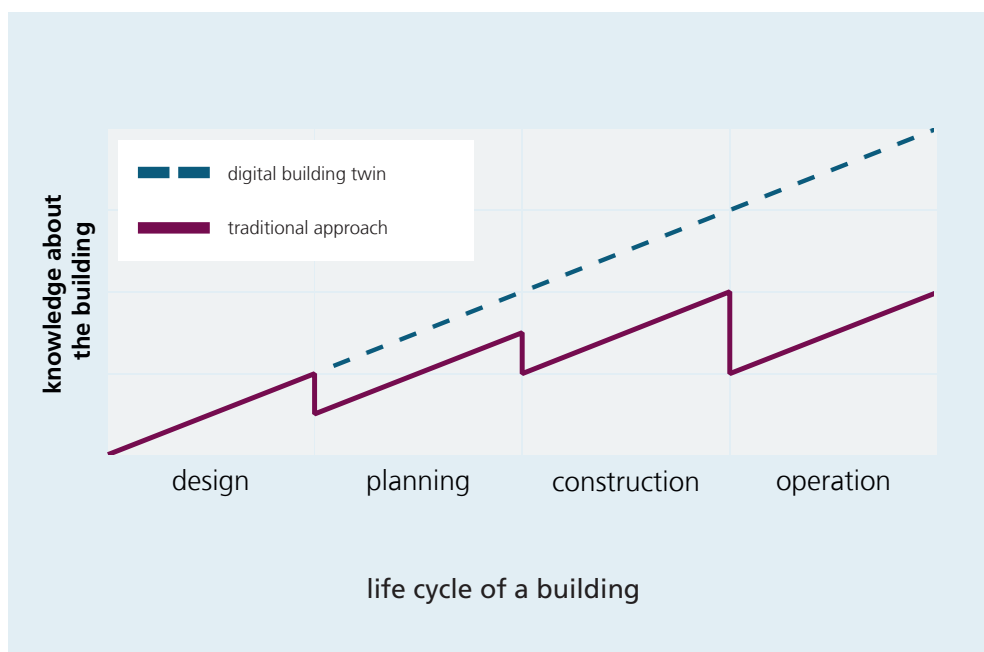 digital building twin
traditional approach
knowledge about
the building
design
planning
construction
operation
life cycle of a building